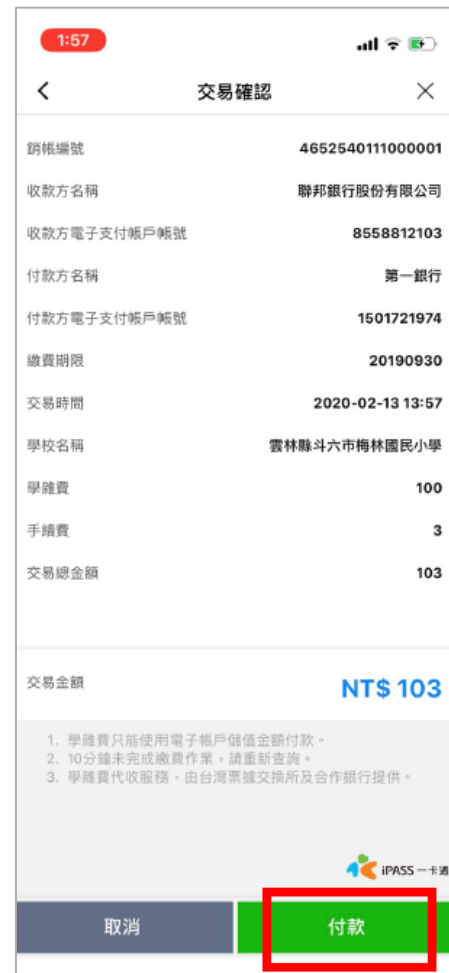 1:57
交易確認
銷帳編號 4652540111000001
收款方名稱 聯邦銀行股份有限公司
收款方電子支付帳戶帳號 8558812103
付款方名稱 第一銀行
付款方電子支付帳戶帳號 1501721974
繳費期限 20190930
交易時間 2020-02-13 13:57
學校名稱 雲林縣斗六市梅林國民小學
學雜費 100
手續費 3
交易總金額 103
交易金額 NT$ 103
1. 學雜費只能使用電子帳戶儲值金額付款。
2. 10分鐘未完成繳費作業，請重新查詢。
3. 學雜費代收服務，由台灣票據交換所及合作銀行提供。
iPASS 一卡通
取消 付款